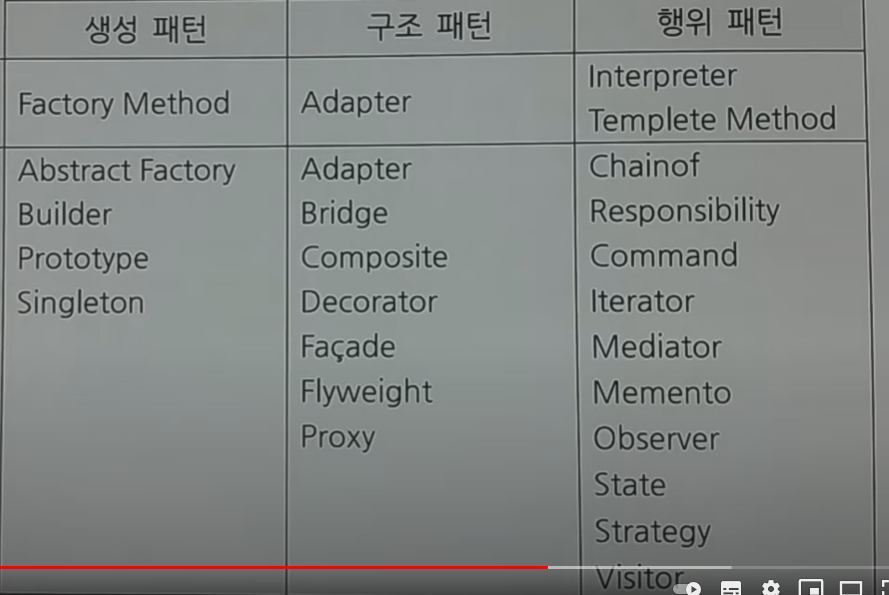 생성 패턴
구조 패턴
행위 패턴
Factory Method
Adapter
Interpreter
Templete Method
Abstract Factory
Builder
Prototype
Singleton
Adapter
Bridge
Composite
Decorator
Façade
Flyweight
Proxy
Chainof
Responsibility
Command
Iterator
Mediator
Memento
Observer
State
Strategy
Visitor